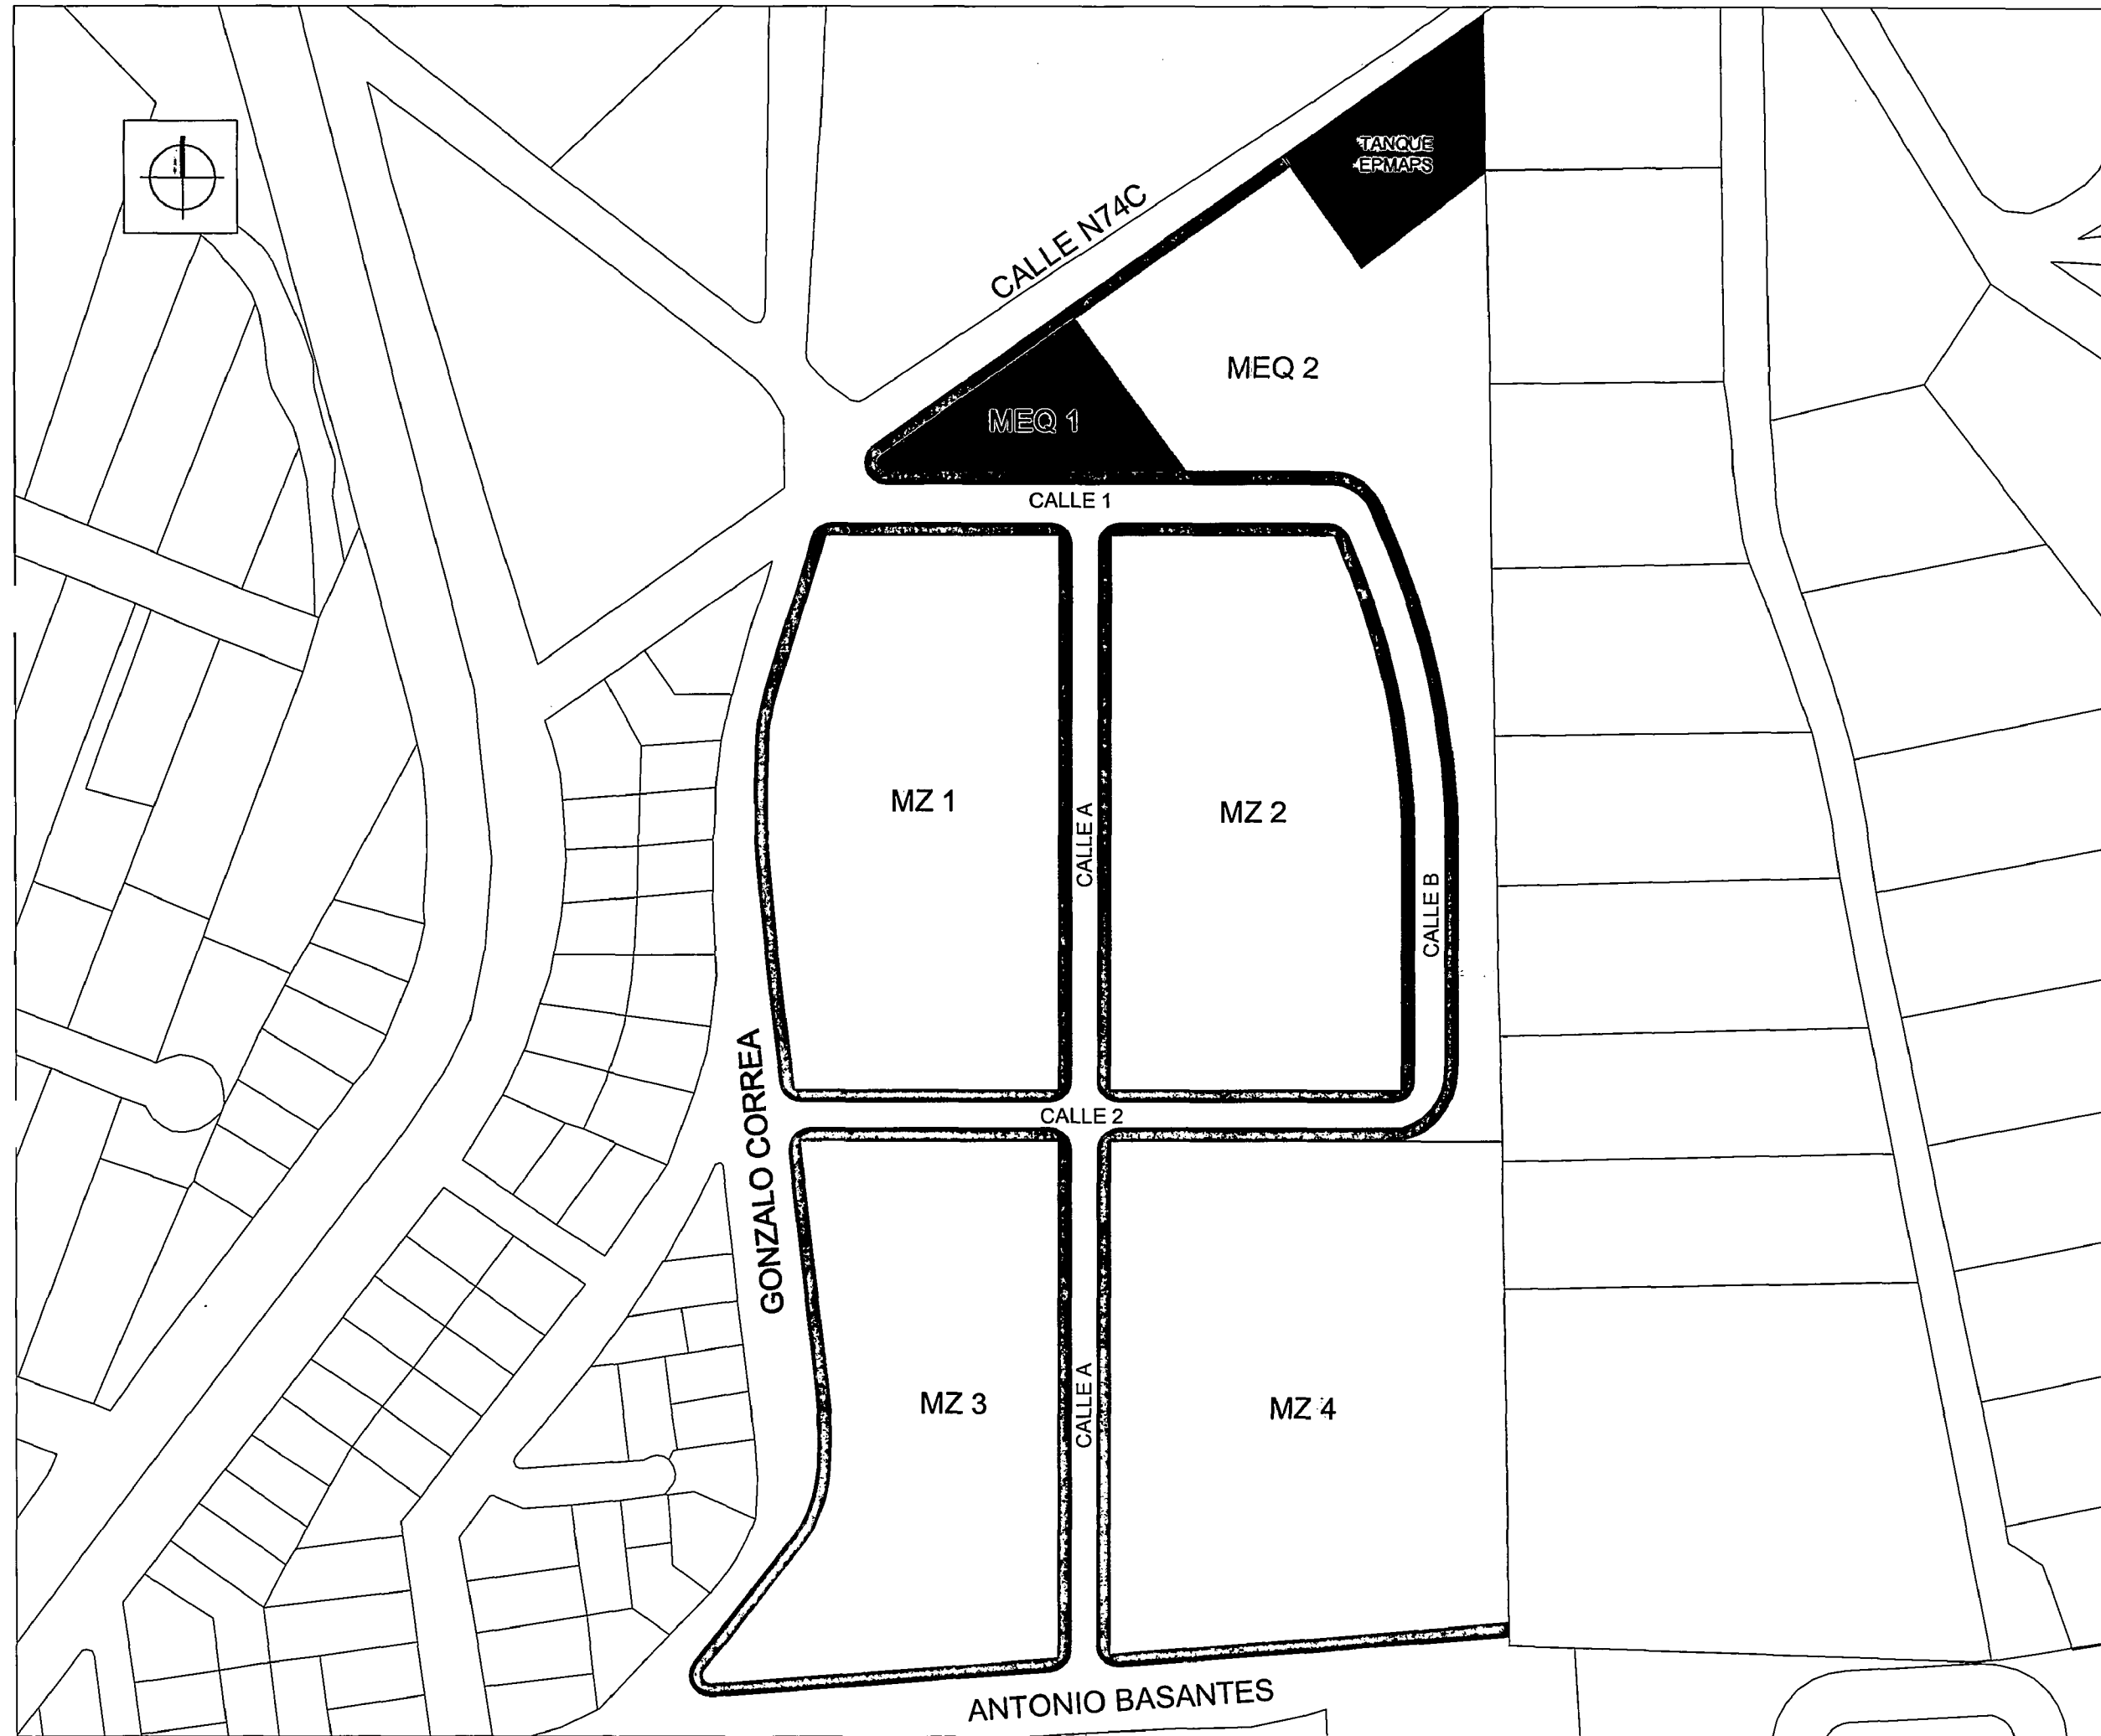 TANQUE
EPMAPS
CALLE N74C
MEQ 2
MEQ 1
CALLE 1
MZ 1
MZ 2
CALLE A
CALLE B
GONZALO CORREA
CALLE 2
MZ 3
CALLE A
MZ 4
ANTONIO BASANTES